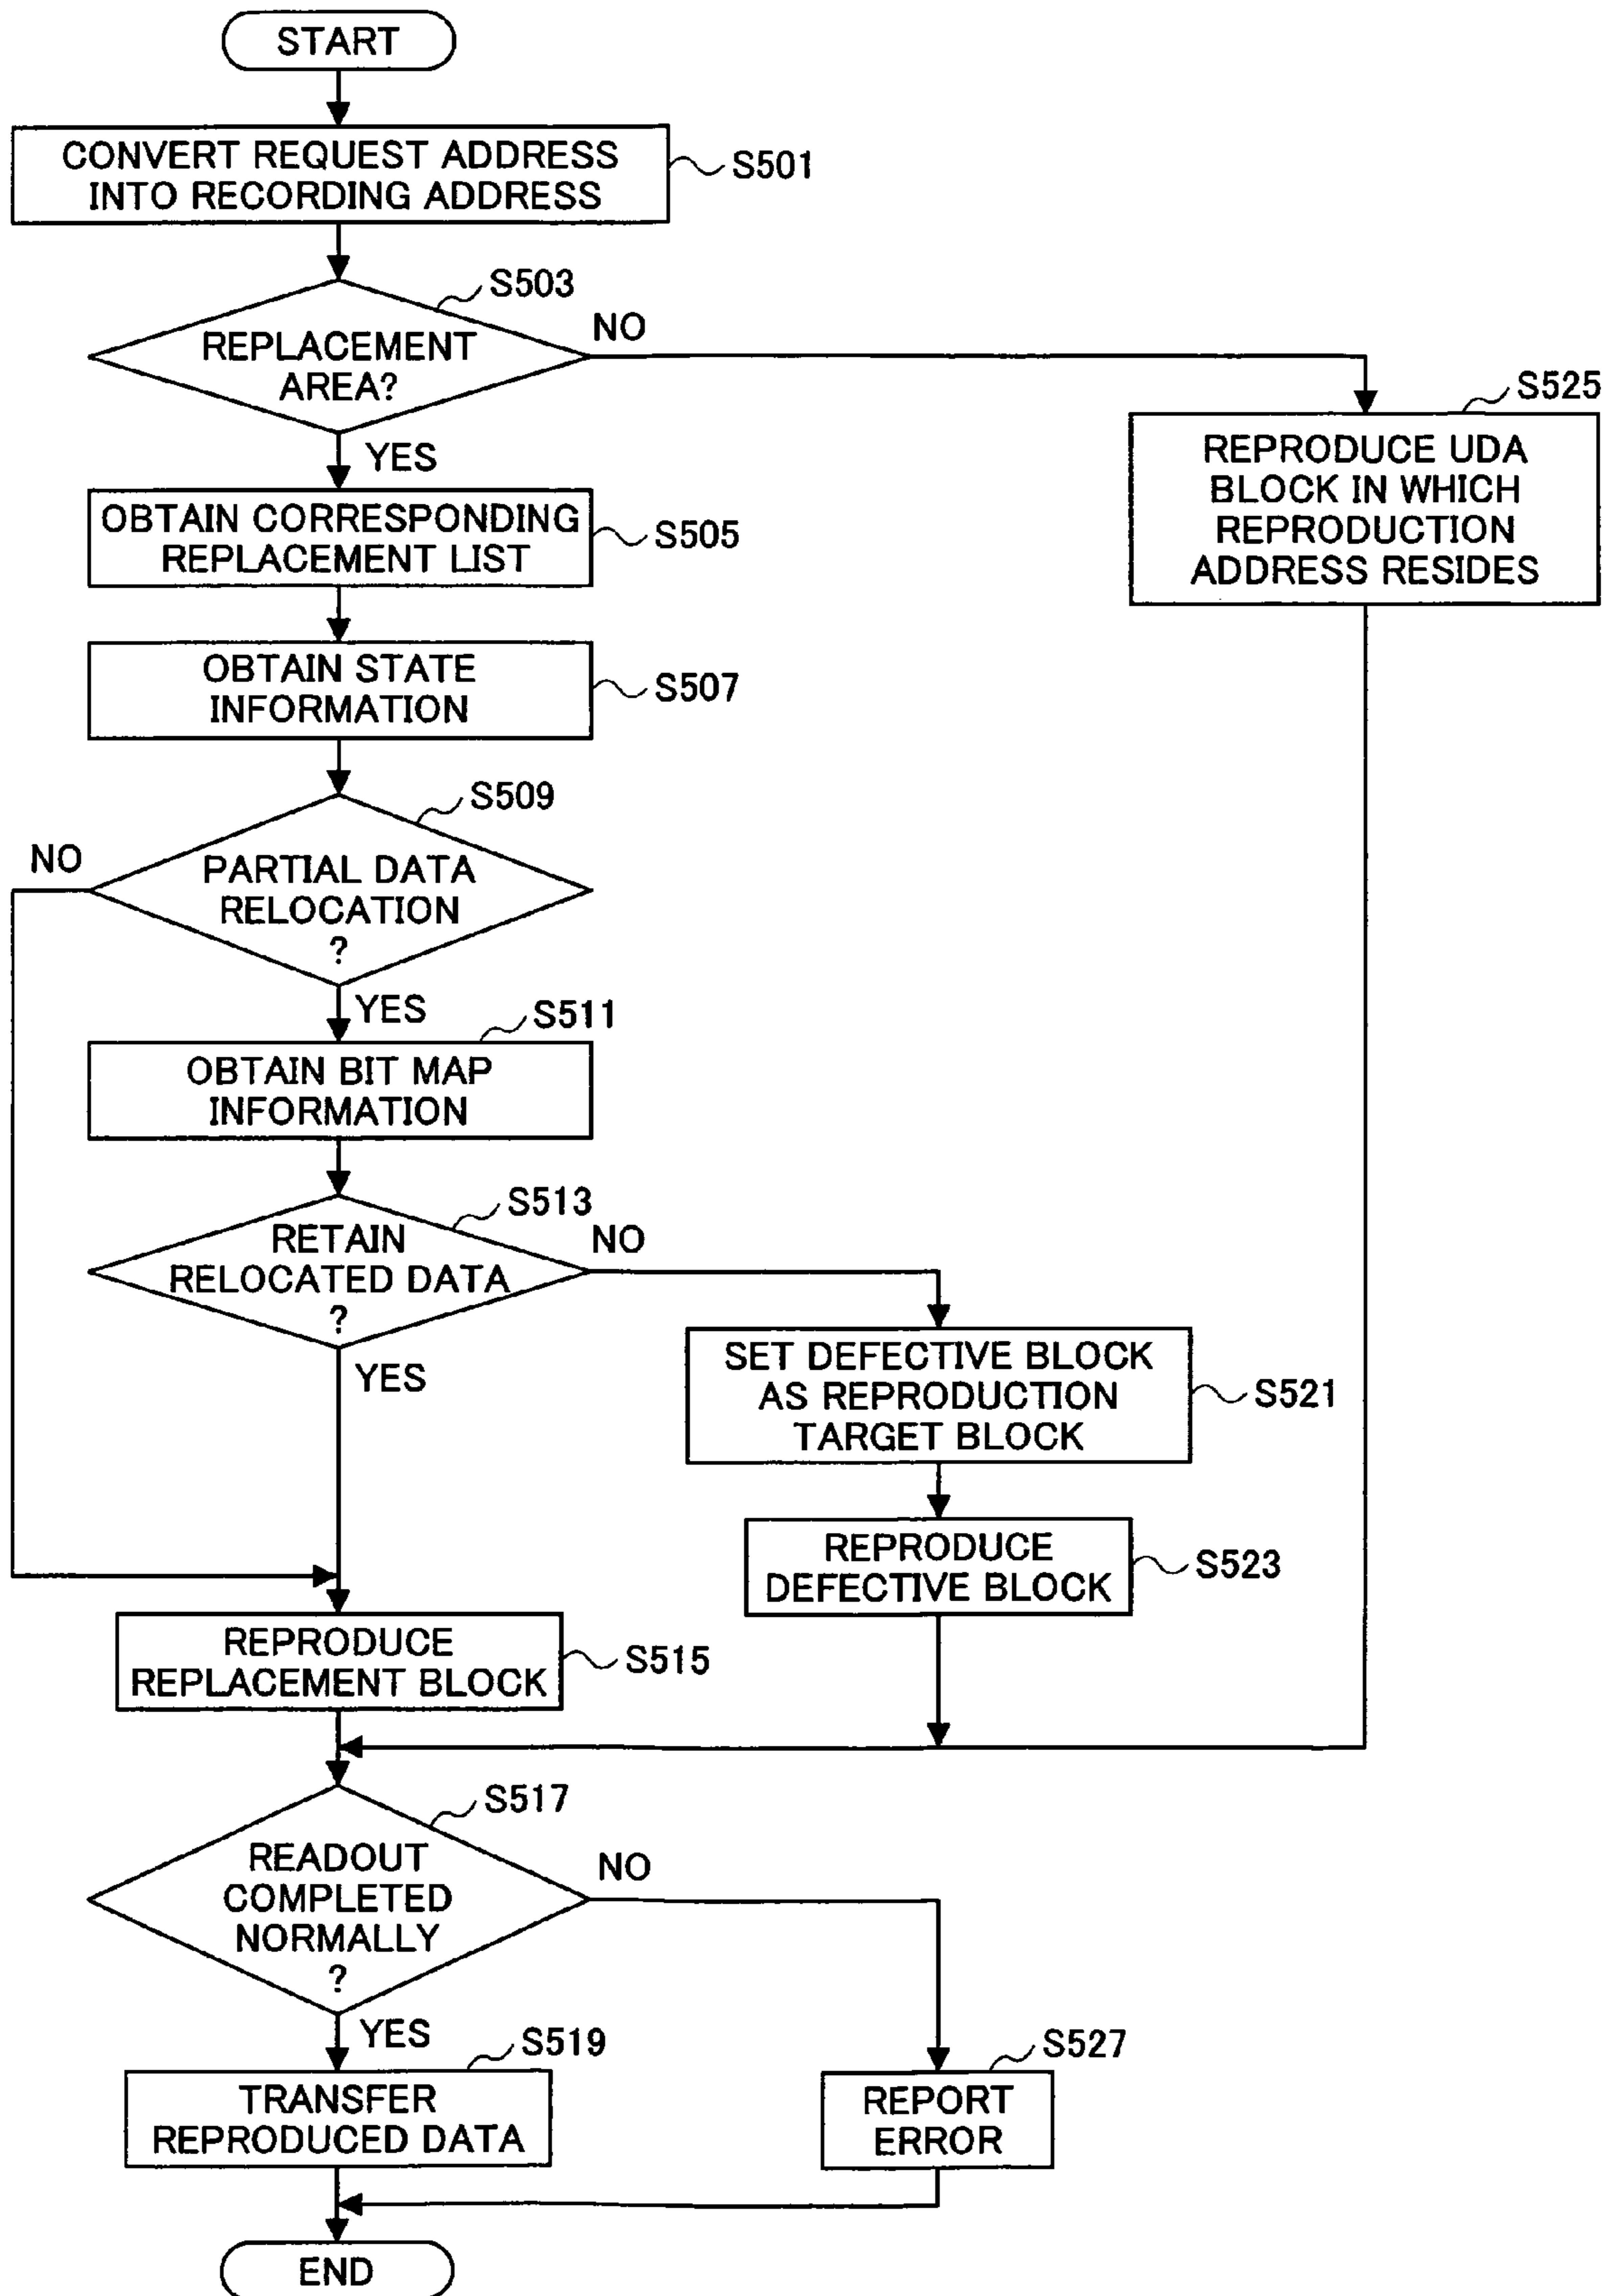 START
CONVERT REQUEST ADDRESS
INTO RECORDING ADDRESS
S501
S503
REPLACEMENT
AREA?
NO
YES
S525
REPRODUCE UDA
BLOCK IN WHICH
REPRODUCTION
ADDRESS RESIDES
OBTAIN CORRESPONDING
REPLACEMENT LIST
S505
OBTAIN STATE
INFORMATION
S507
S509
NO
PARTIAL DATA
RELOCATION
?
YES
S511
OBTAIN BIT MAP
INFORMATION
S513
RETAIN
RELOCATED DATA
?
NO
YES
SET DEFECTIVE BLOCK
AS REPRODUCTION
TARGET BLOCK
S521
REPRODUCE
DEFECTIVE BLOCK
S523
REPRODUCE
REPLACEMENT BLOCK
S515
S517
READOUT
COMPLETED
NORMALLY
?
NO
YES
S519
TRANSFER
REPRODUCED DATA
S527
REPORT
ERROR
END